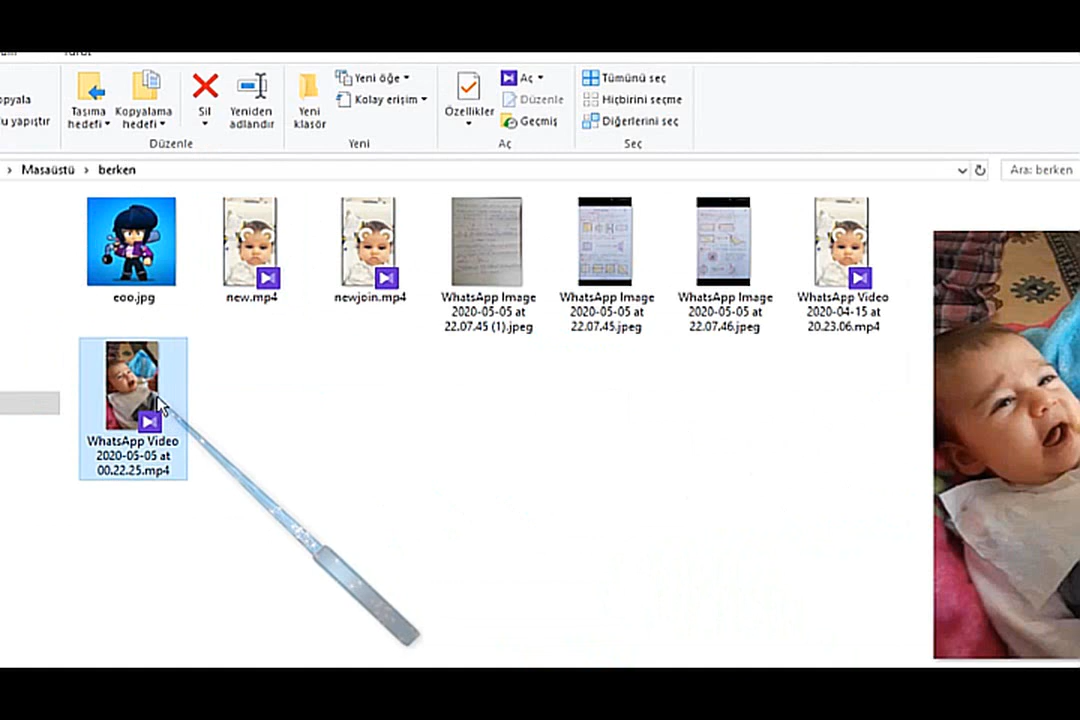 opyala
u yapıştır
Taşıma hedefi
Kopyalama hedefi
Sil
Yeniden adlandır
Düzenle
Yeni klasör
Yeni öğe
Kolay erişim
Yeni
Özellikler
Aç
Düzenle
Geçmiş
Aç
Tümünü seç
Hiçbirini seçme
Diğerlerini seç
Seç
> Masaüstü > berken
Ara: berken
eoo.jpg
new.mp4
newjoin.mp4
WhatsApp Image
2020-05-05 at
22.07.45 (1).jpeg
WhatsApp Image
2020-05-05 at
22.07.45.jpeg
WhatsApp Image
2020-05-05 at
22.07.46.jpeg
WhatsApp Video
2020-04-15 at
20.23.06.mp4
WhatsApp Video
2020-05-05 at
00.22.25.mp4